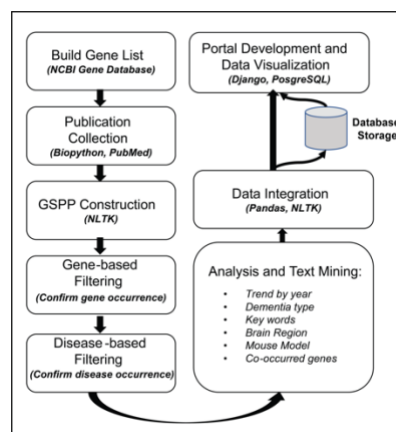 Build Gene List
(NCBI Gene Database)
Publication
Collection
(Biopython, PubMed)
GSPP Construction
(NLTK)
Gene-based
Filtering
(Confirm gene occurrence)
Disease-based
Filtering
(Confirm disease occurrence)
Analysis and Text Mining:
• Trend by year
• Dementia type
• Key words
• Brain Region
• Mouse Model
• Co-occurred genes
Data Integration
(Pandas, NLTK)
Database
Storage
Portal Development and
Data Visualization
(Django, PosgreSQL)